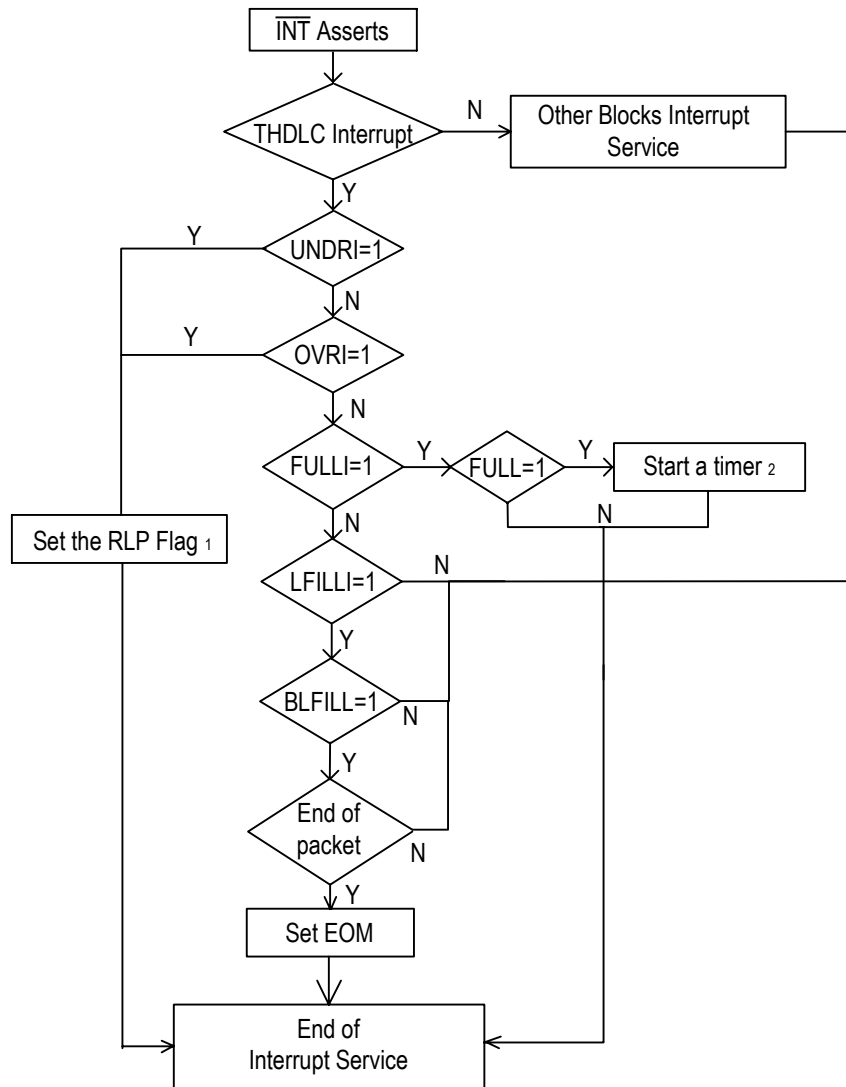 INT Asserts
THDLC Interrupt
N
Other Blocks Interrupt
Service
Y
Y
UNDRI=1
N
Y
OVRI=1
N
FULLI=1
Y
FULL=1
Y
Start a timer 2
N
N
Set the RLP Flag 1
LFILLI=1
N
Y
BLFILL=1
N
Y
End of
packet
N
Y
Set EOM
End of
Interrupt Service